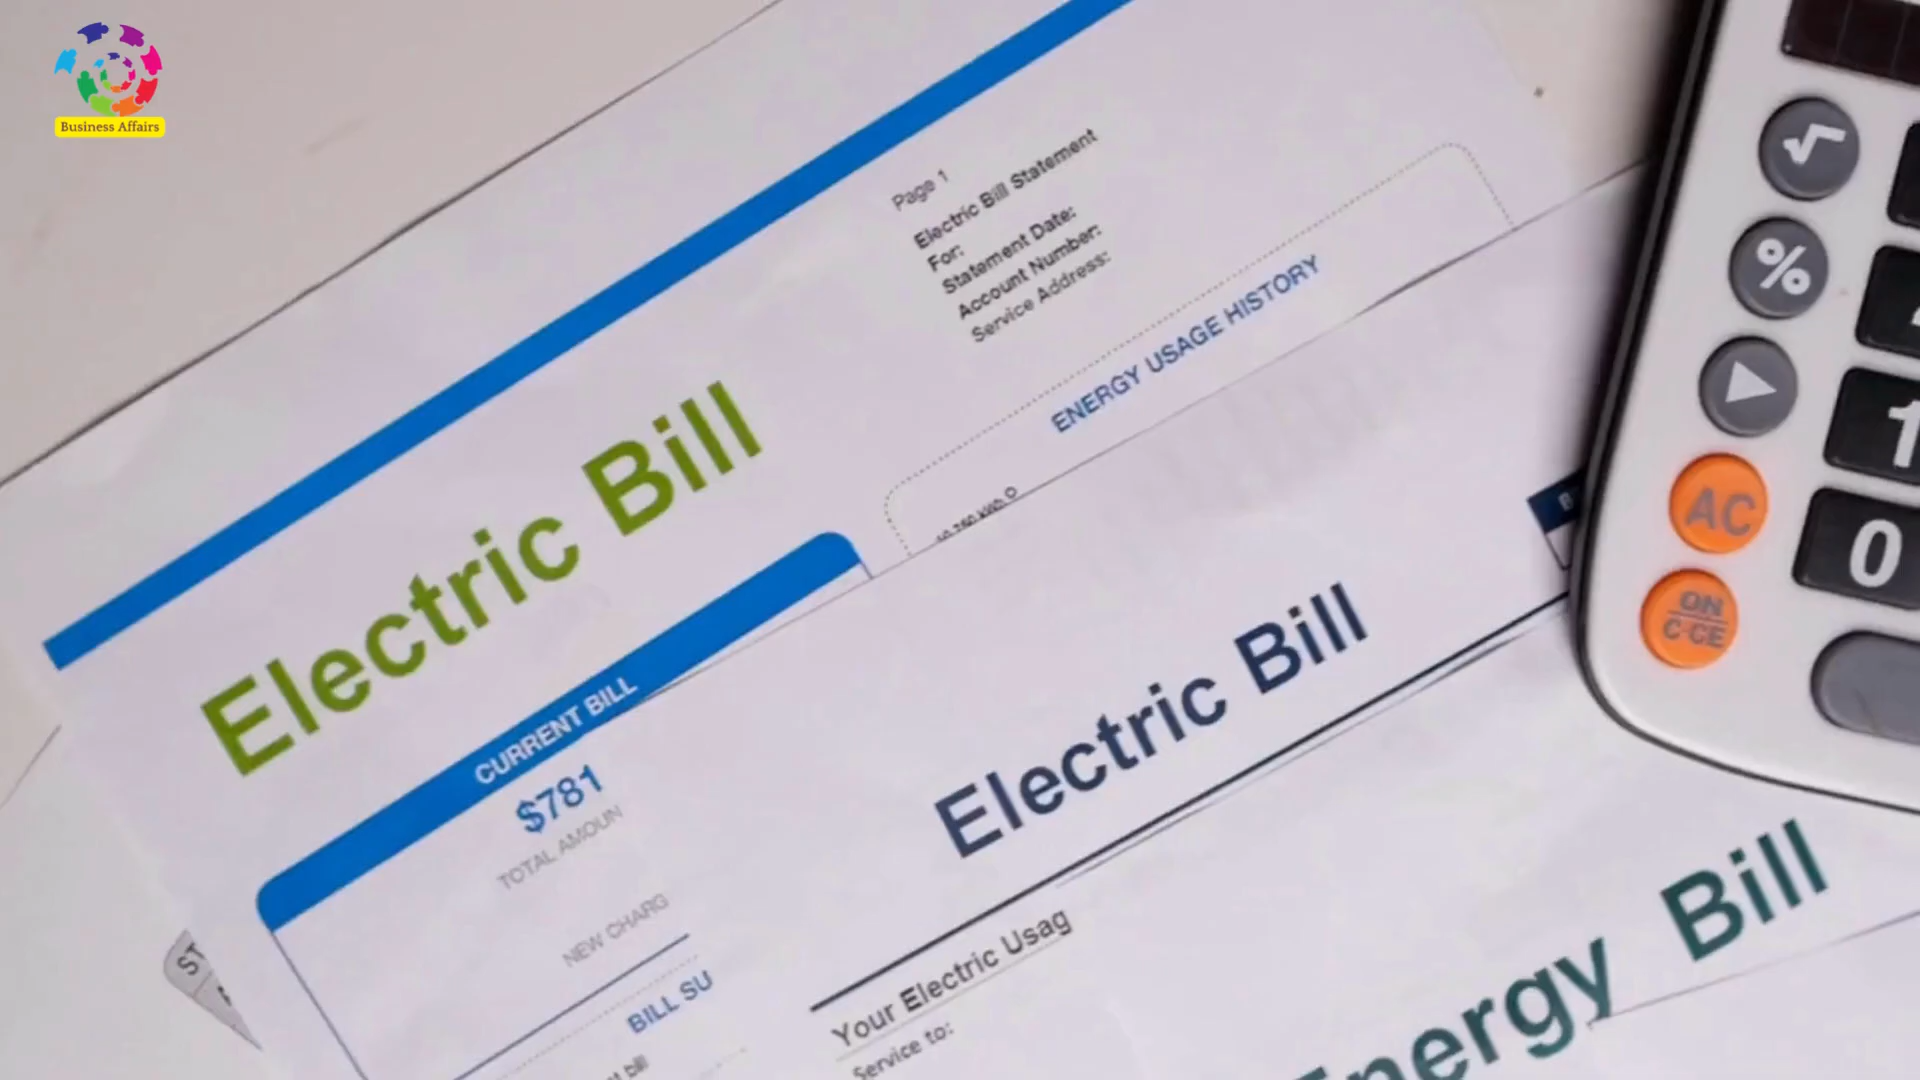 Business Affairs
Page 1
Electric Bill Statement
For:
Statement Date:
Account Number:
Service Address:
ENERGY USAGE HISTORY
Electric Bill
CURRENT BILL
$781
TOTAL AMOUN
NEW CHARG
BILL SU
bill
ST
Electric Bill
Your Electric Usag
Service to:
Energy Bill
√
%
AC
ON
C·CE
1
0